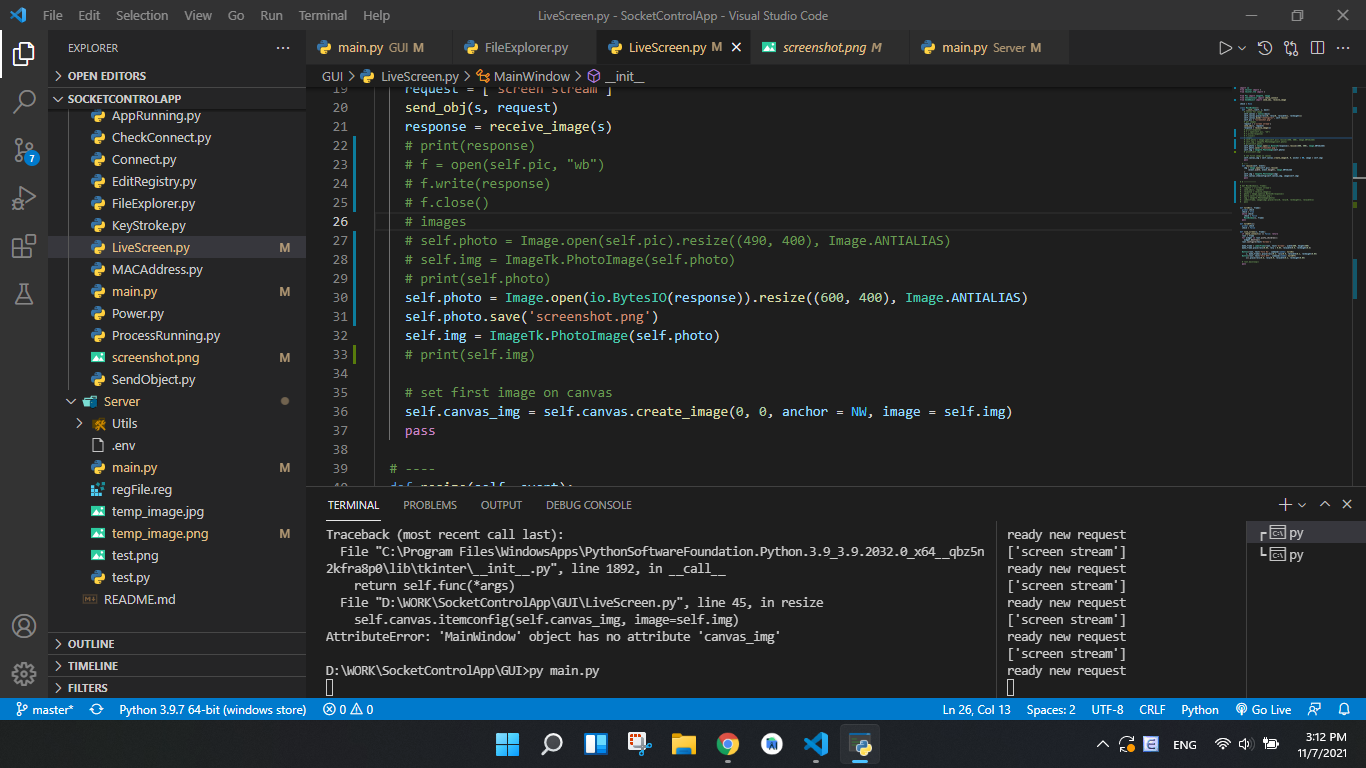 File Edit Selection View Go Run Terminal Help
LiveScreen.py - SocketControlApp - Visual Studio Code
EXPLORER
main.py GUI M
FileExplorer.py
LiveScreen.py M
screenshot.png M
main.py Server M
OPEN EDITORS
SOCKETCONTROLAPP
AppRunning.py
CheckConnect.py
Connect.py
EditRegistry.py
FileExplorer.py
KeyStroke.py
LiveScreen.py M
MACAddress.py
main.py M
Power.py
ProcessRunning.py
screenshot.png M
SendObject.py
Server
Utils
.env
main.py M
regFile.reg
temp_image.jpg
temp_image.png M
test.png
test.py
README.md
OUTLINE
TIMELINE
FILTERS
7
GUI > LiveScreen.py > MainWindow > __init__
19 request = ["screen stream"]
20 send_obj(s, request)
21 response = receive_image(s)
22 # print(response)
23 # f = open(self.pic, "wb")
24 # f.write(response)
25 # f.close()
26 # images
27 # self.photo = Image.open(self.pic).resize((490, 400), Image.ANTIALIAS)
28 # self.img = ImageTk.PhotoImage(self.photo)
29 # print(self.photo)
30 self.photo = Image.open(io.BytesIO(response)).resize((600, 400), Image.ANTIALIAS)
31 self.photo.save('screenshot.png')
32 self.img = ImageTk.PhotoImage(self.photo)
33 # print(self.img)
34
35 # set first image on canvas
36 self.canvas_img = self.canvas.create_image(0, 0, anchor = NW, image = self.img)
37 pass
38
39 # ----
40 def resize(self, event):
TERMINAL PROBLEMS OUTPUT DEBUG CONSOLE
Traceback (most recent call last):
File "C:\Program Files\WindowsApps\PythonSoftwareFoundation.Python.3.9_3.9.2032.0_x64__qbz5n
2kfra8p0\lib\tkinter\__init__.py", line 1892, in __call__
return self.func(*args)
File "D:\WORK\SocketControlApp\GUI\LiveScreen.py", line 45, in resize
self.canvas.itemconfig(self.canvas_img, image=self.img)
AttributeError: 'MainWindow' object has no attribute 'canvas_img'
D:\WORK\SocketControlApp\GUI>py main.py
ready new request
['screen stream']
ready new request
['screen stream']
ready new request
['screen stream']
ready new request
['screen stream']
ready new request
py
py
master* Python 3.9.7 64-bit (windows store) 0 0 Ln 26, Col 13 Spaces: 2 UTF-8 CRLF Python Go Live
ENG
3:12 PM
11/7/2021